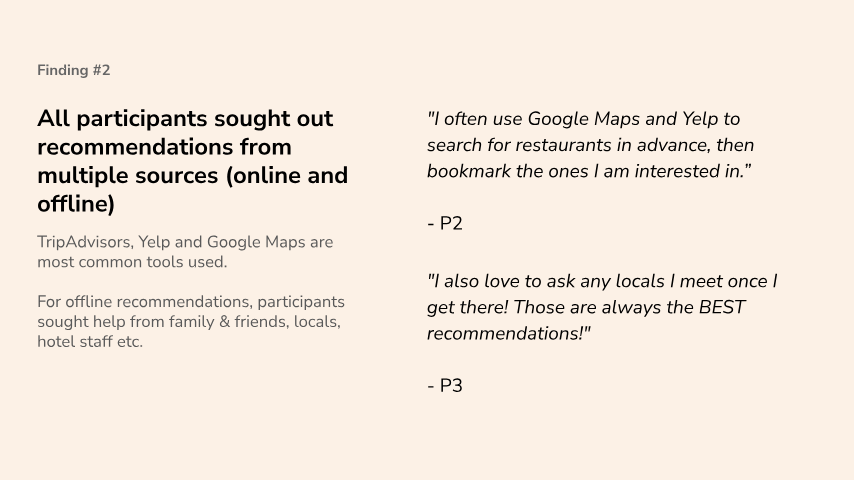 Finding #2
All participants sought out
recommendations from
multiple sources (online and
offline)
TripAdvisors, Yelp and Google Maps are
most common tools used.
For offline recommendations, participants
sought help from family & friends, locals,
hotel staff etc.
"I often use Google Maps and Yelp to
search for restaurants in advance, then
bookmark the ones I am interested in.”
- P2
"I also love to ask any locals I meet once I
get there! Those are always the BEST
recommendations!"
- P3